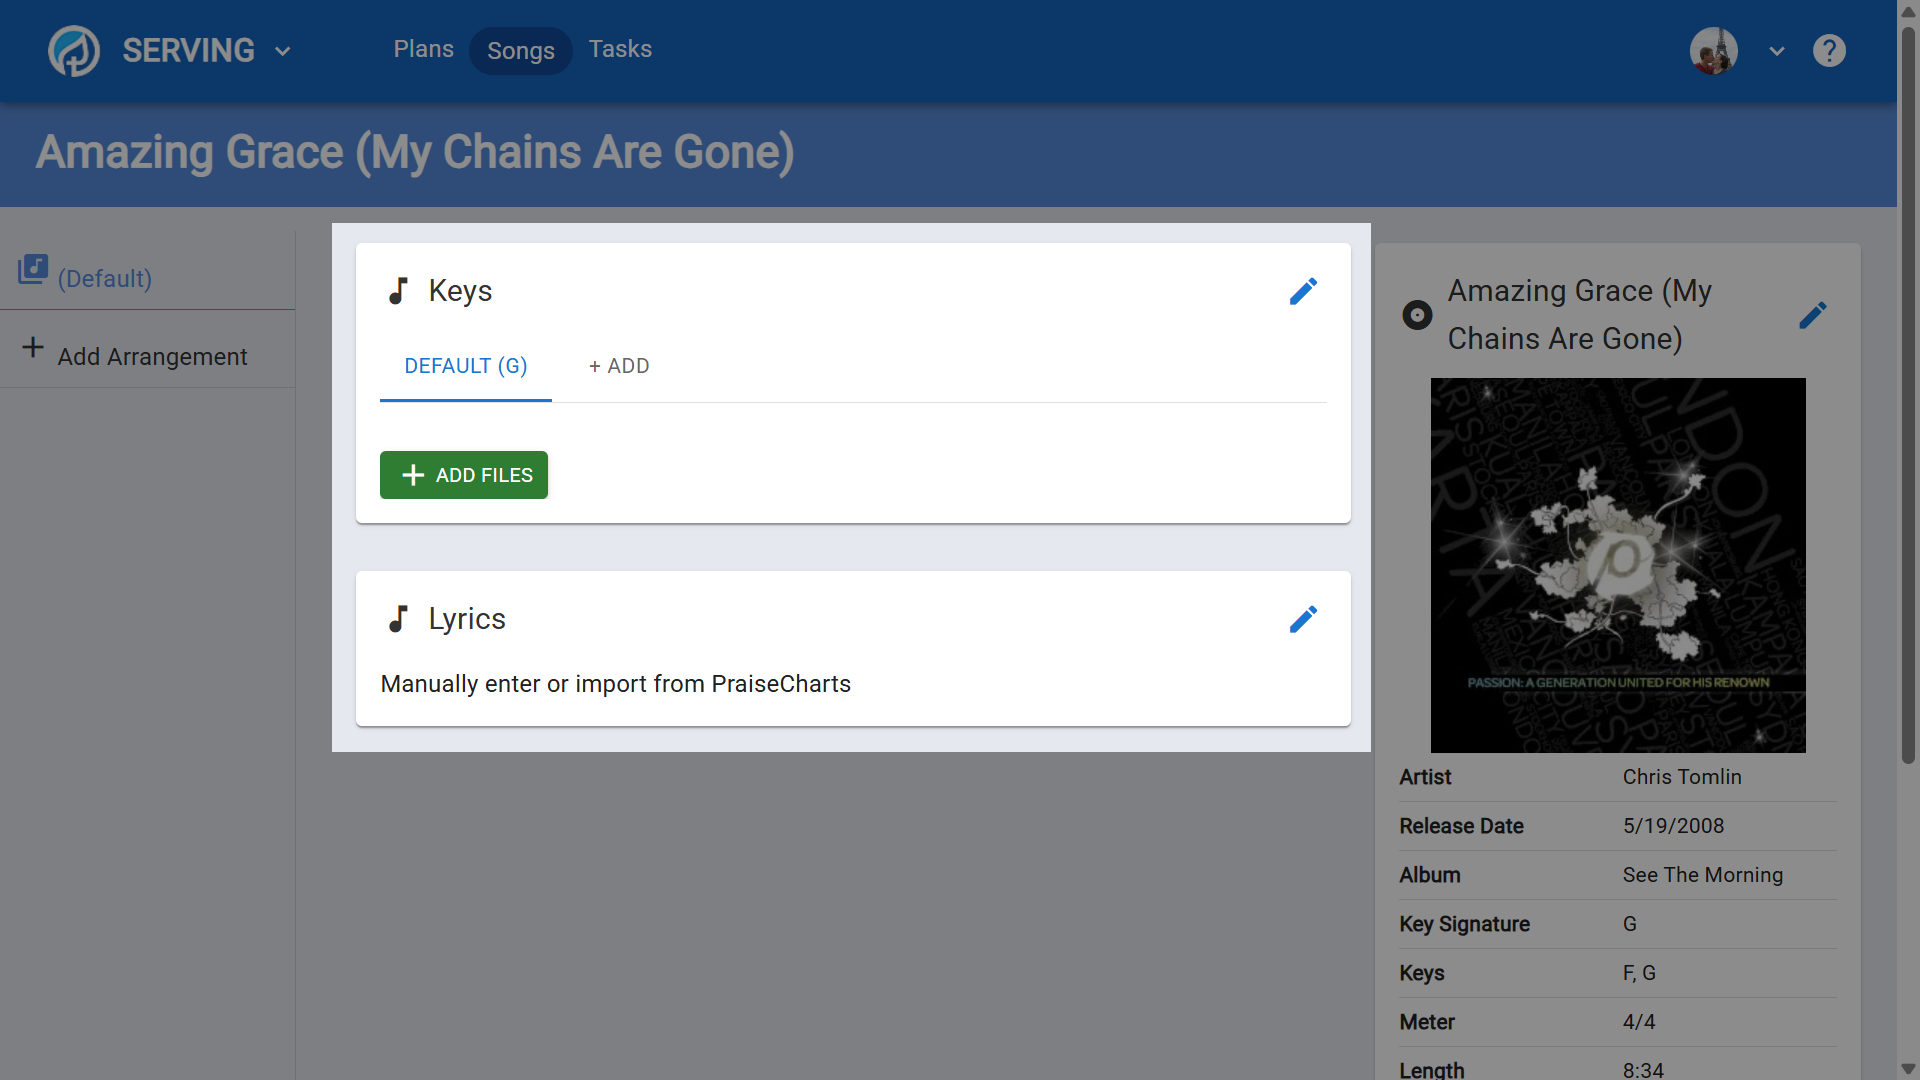 SERVING
Plans
Songs
Tasks
Amazing Grace (My Chains Are Gone)
(Default)
Add Arrangement
Keys
DEFAULT (G)
+ ADD
ADD FILES
Lyrics
Manually enter or import from PraiseCharts
Amazing Grace (My
Chains Are Gone)
PASSION: A GENERATION UNITED FOR HIS RENOWN
Artist Chris Tomlin
Release Date 5/19/2008
Album See The Morning
Key Signature G
Keys F, G
Meter 4/4
Length 8:34